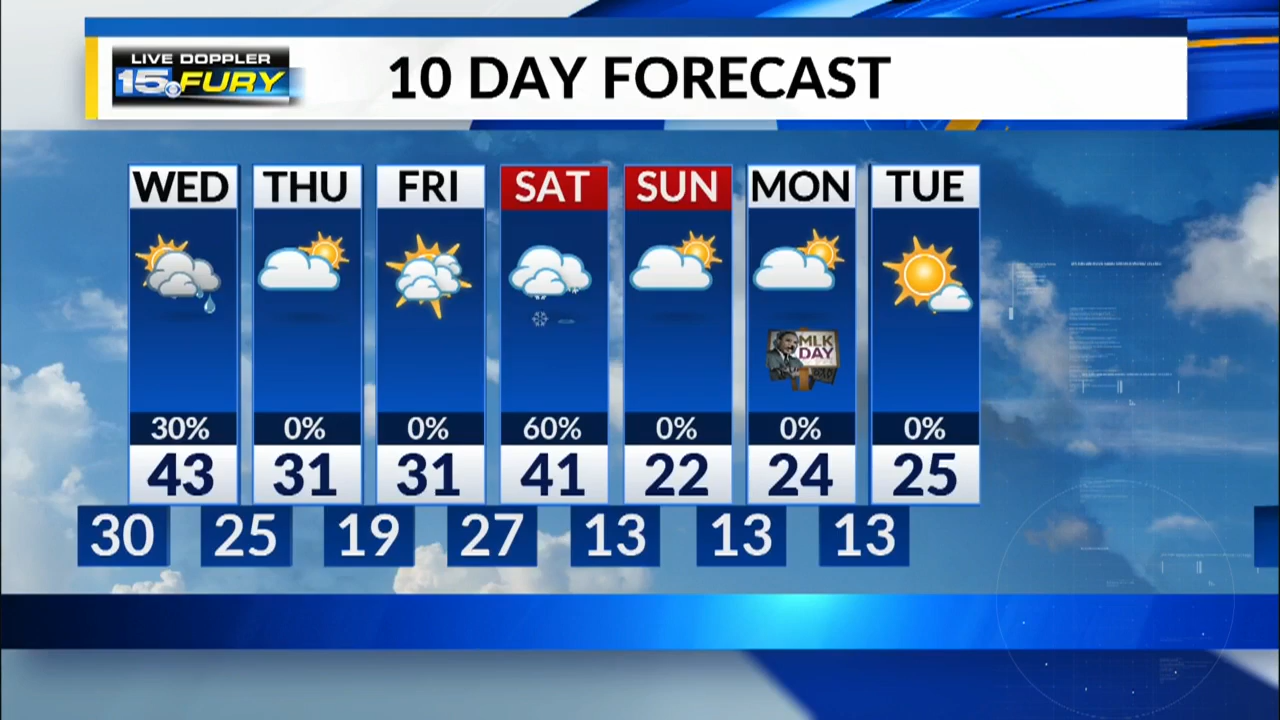 LIVE DOPPLER
15 FURY
10 DAY FORECAST
WED THU FRI SAT SUN MON TUE
MLK
DAY
30% 0% 0% 60% 0% 0% 0%
43 31 31 41 22 24 25
30 25 19 27 13 13 13